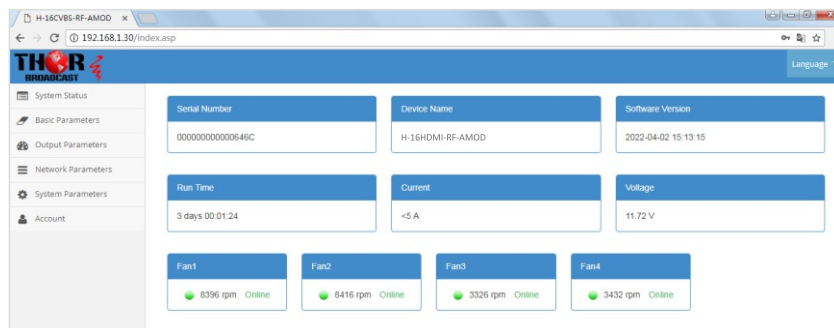 H-16CVBS-RF-AMOD
192.168.1.30/index.asp
THOR
BROADCAST
Language
System Status
Basic Parameters
Output Parameters
Network Parameters
System Parameters
Account
Serial Number
000000000000646C
Device Name
H-16HDMI-RF-AMOD
Software Version
2022-04-02 15:13:15
Run Time
3 days 00:01:24
Current
<5 A
Voltage
11.72 V
Fan1
8396 rpm Online
Fan2
8416 rpm Online
Fan3
3326 rpm Online
Fan4
3432 rpm Online